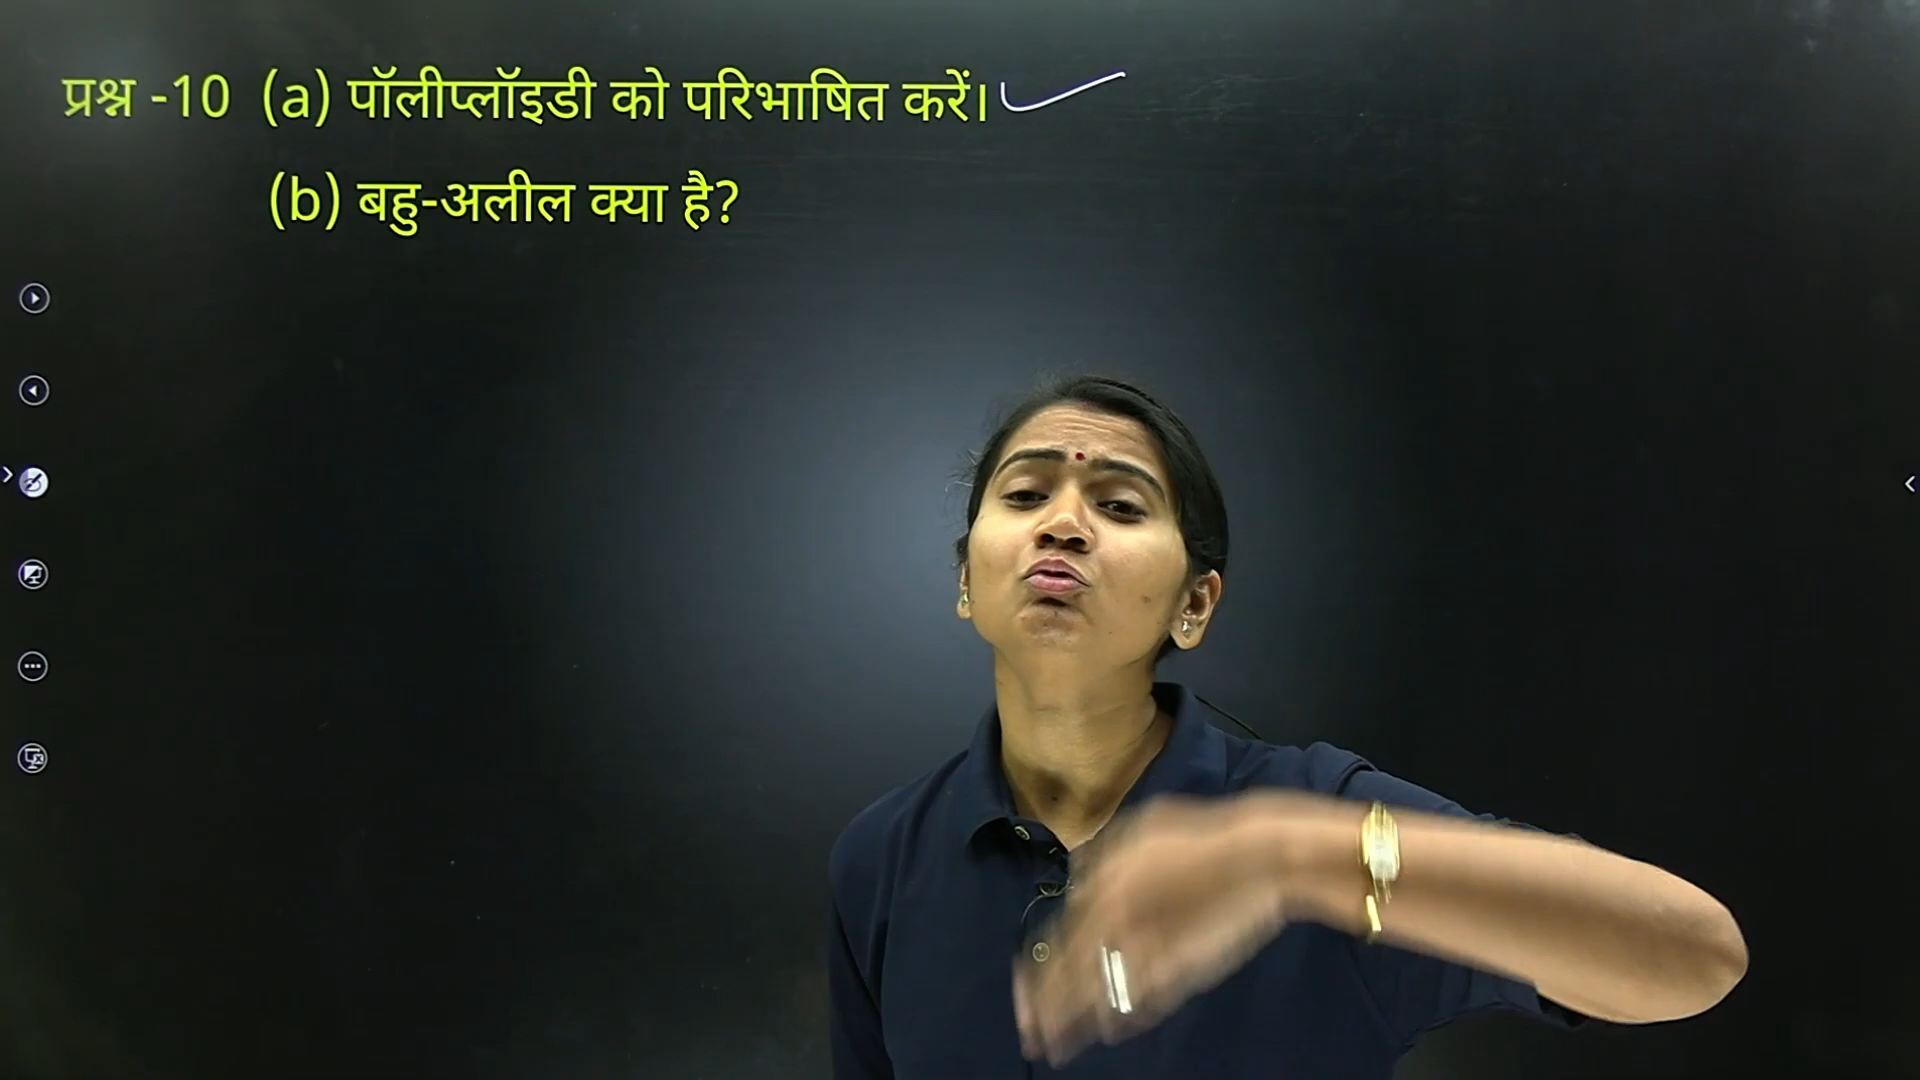 प्रश्न -10 (a) पॉलीप्लॉइडी को परिभाषित करें।
(b) बहु-अलील क्या है?